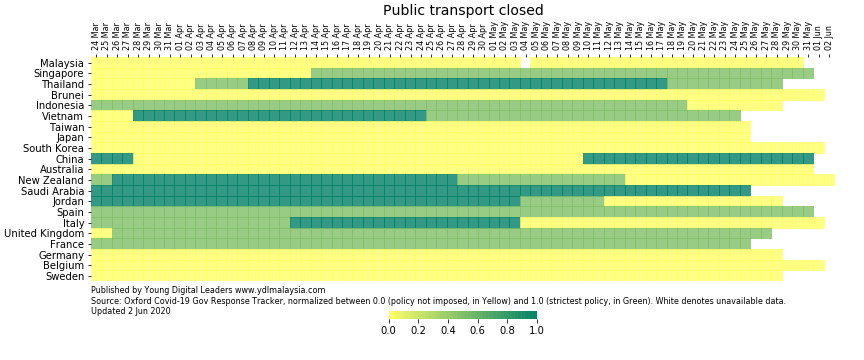 Public transport closed
24 Mar
25 Mar
26 Mar
27 Mar
28 Mar
29 Mar
30 Mar
31 Mar
01 Apr
02 Apr
03 Apr
04 Apr
05 Apr
06 Apr
07 Apr
08 Apr
09 Apr
10 Apr
11 Apr
12 Apr
13 Apr
14 Apr
15 Apr
16 Apr
17 Apr
18 Apr
19 Apr
20 Apr
21 Apr
22 Apr
23 Apr
24 Apr
25 Apr
26 Apr
27 Apr
28 Apr
29 Apr
30 Apr
01 May
02 May
03 May
04 May
05 May
06 May
07 May
08 May
09 May
10 May
11 May
12 May
13 May
14 May
15 May
16 May
17 May
18 May
19 May
20 May
21 May
22 May
23 May
24 May
25 May
26 May
27 May
28 May
29 May
30 May
31 May
01 Jun
02 Jun
Malaysia
Singapore
Thailand
Brunei
Indonesia
Vietnam
Taiwan
Japan
South Korea
China
Australia
New Zealand
Saudi Arabia
Jordan
Spain
Italy
United Kingdom
France
Germany
Belgium
Sweden
Published by Young Digital Leaders www.ydlmalaysia.com
Source: Oxford Covid-19 Gov Response Tracker, normalized between 0.0 (policy not imposed, in Yellow) and 1.0 (strictest policy, in Green). White denotes unavailable data.
Updated 2 Jun 2020
0.0 0.2 0.4 0.6 0.8 1.0